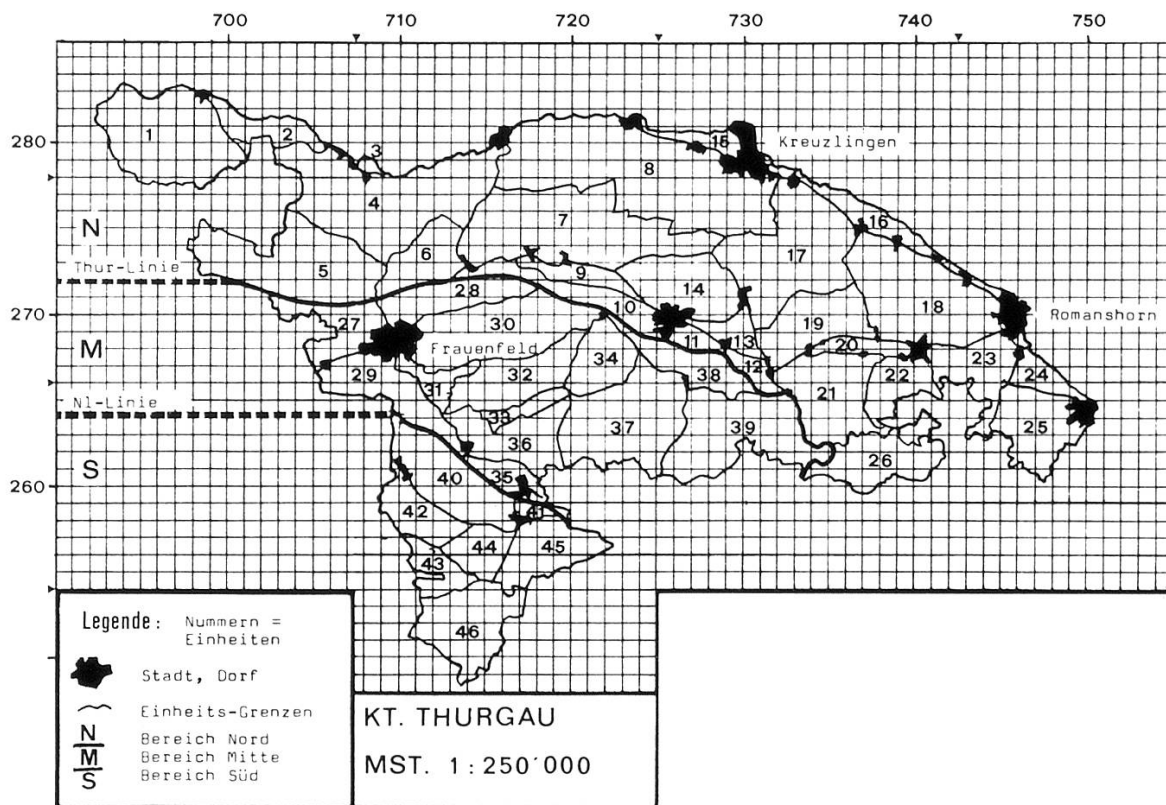 700 710 720 730 740 750
280
270
260
N
M
S
Thur-Linie
Nl-Linie
Kreuzlingen
Romanshorn
Frauenfeld
1
2
3
4
5
6
7
8
9
10
11
12
13
14
15
16
17
18
19
20
21
22
23
24
25
26
27
28
29
30
31
32
33
34
35
36
37
38
39
40
41
42
43
44
45
46
Legende: Nummern =
Einheiten
Stadt, Dorf
Einheits-Grenzen
N Bereich Nord
M Bereich Mitte
S Bereich Süd
KT. THURGAU
MST. 1:250'000